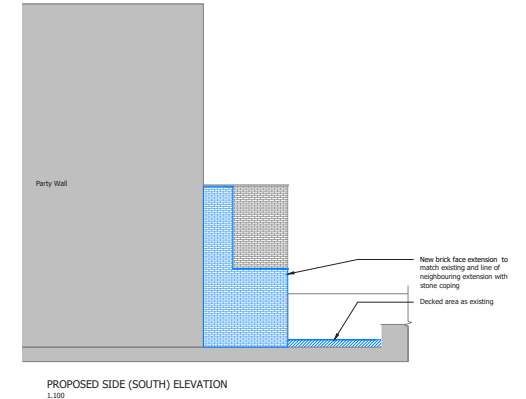 Party Wall
New brick face extension to
match existing and line of
neighbouring extension with
stone coping
Decked area as existing
PROPOSED SIDE (SOUTH) ELEVATION
1.100